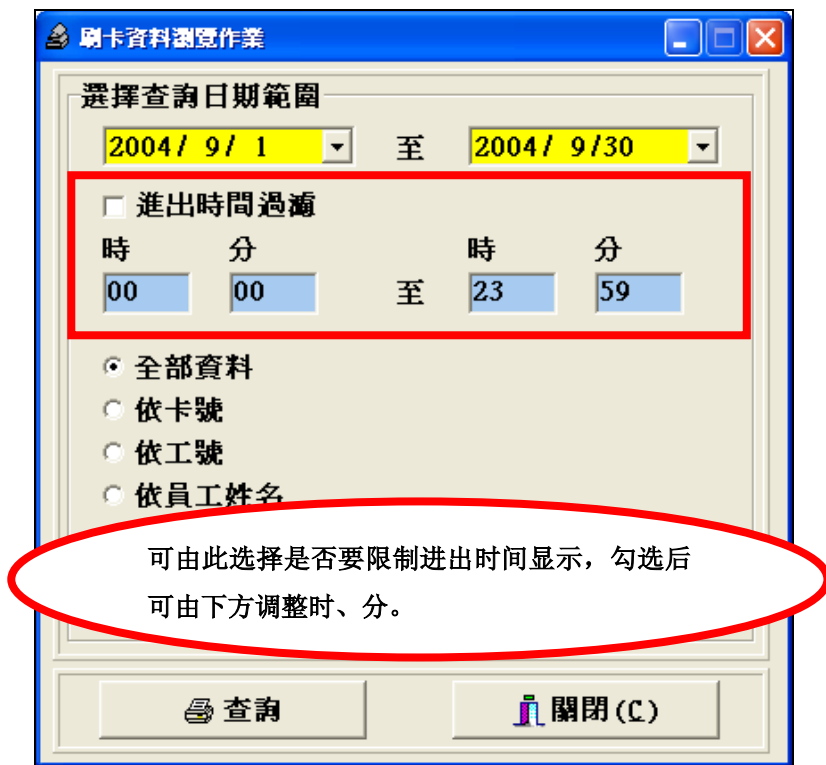 刷卡資料瀏覽作業
選擇查詢日期範圍
2004/ 9/ 1 至 2004/ 9/30
進出時間過濾
時 分 時 分
00 00 至 23 59
全部資料
依卡號
依工號
依員工姓名
可由此选择是否要限制进出时间显示，勾选后
可由下方调整时、分。
查詢 關閉(C)